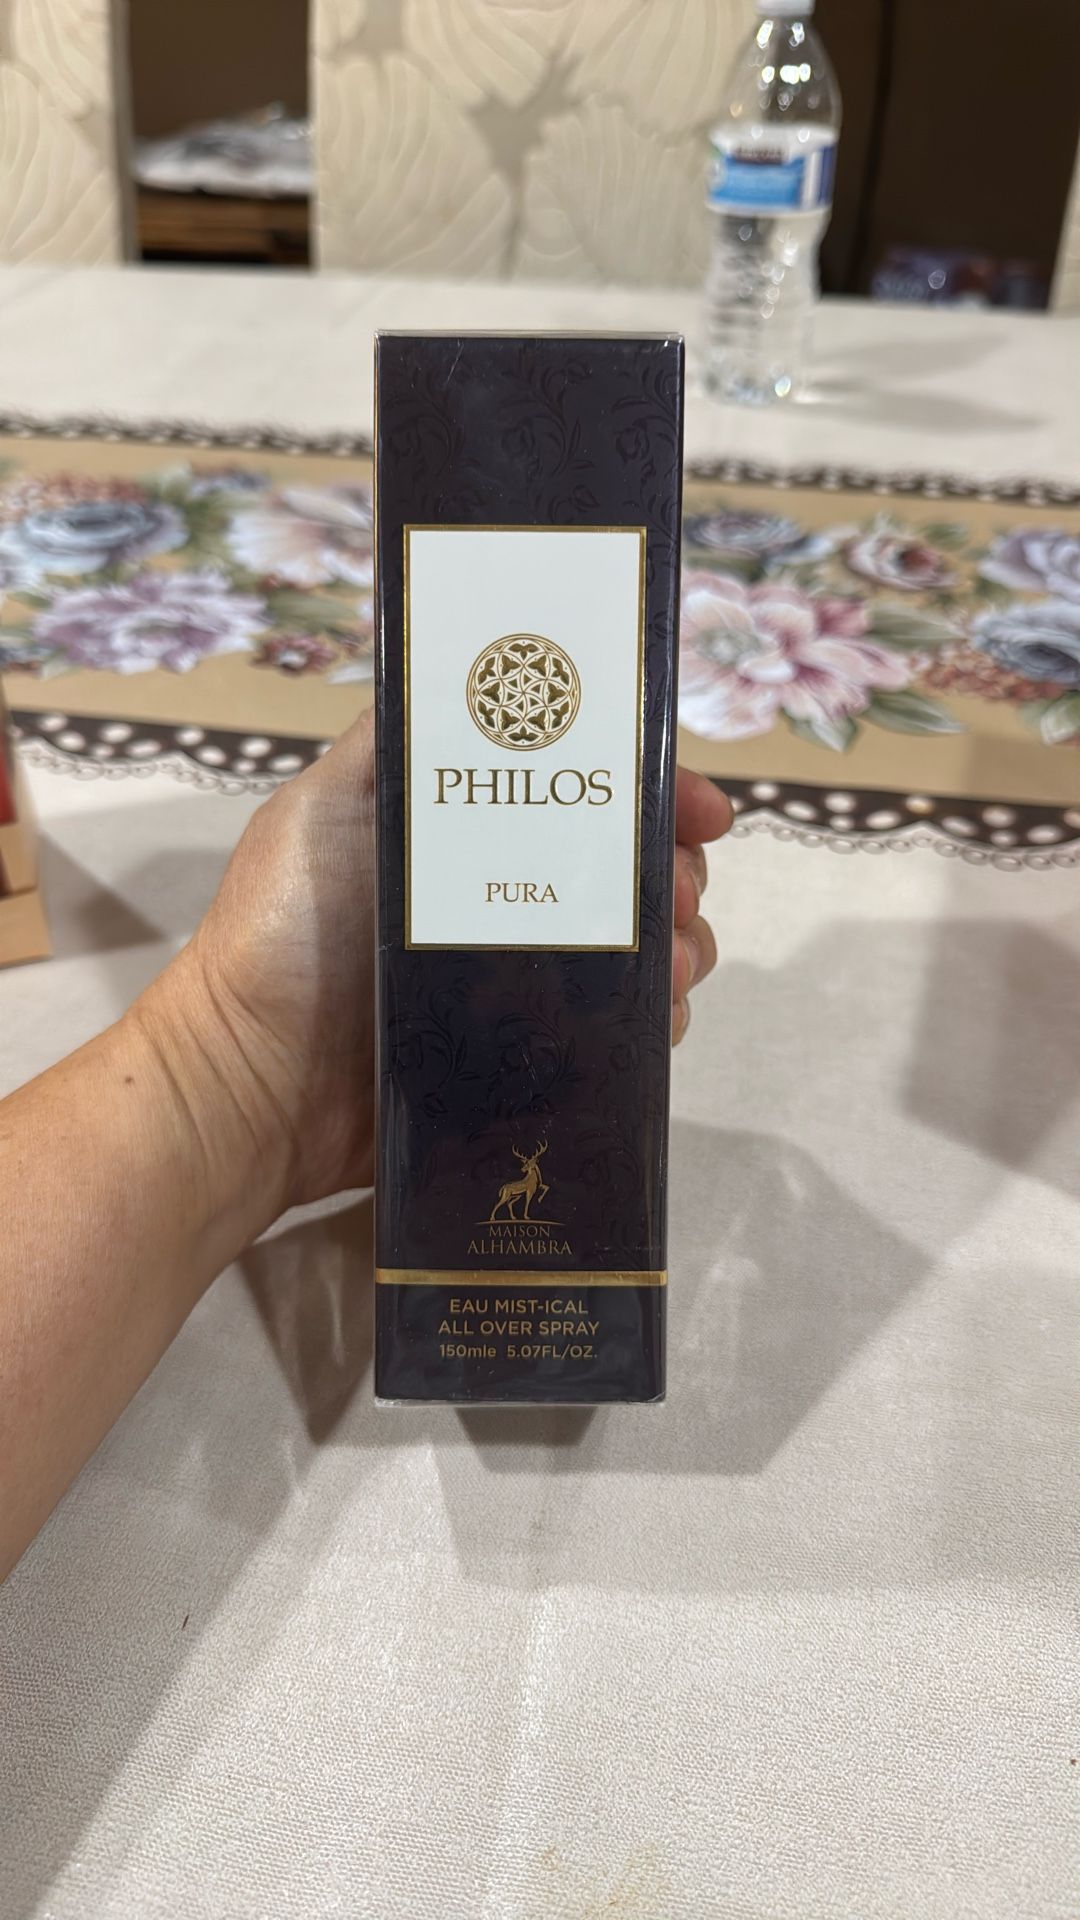 PHILOS
PURA
MAISON
ALHAMBRA
EAU MIST-ICAL
ALL OVER SPRAY
150mle 5.07FL/OZ.